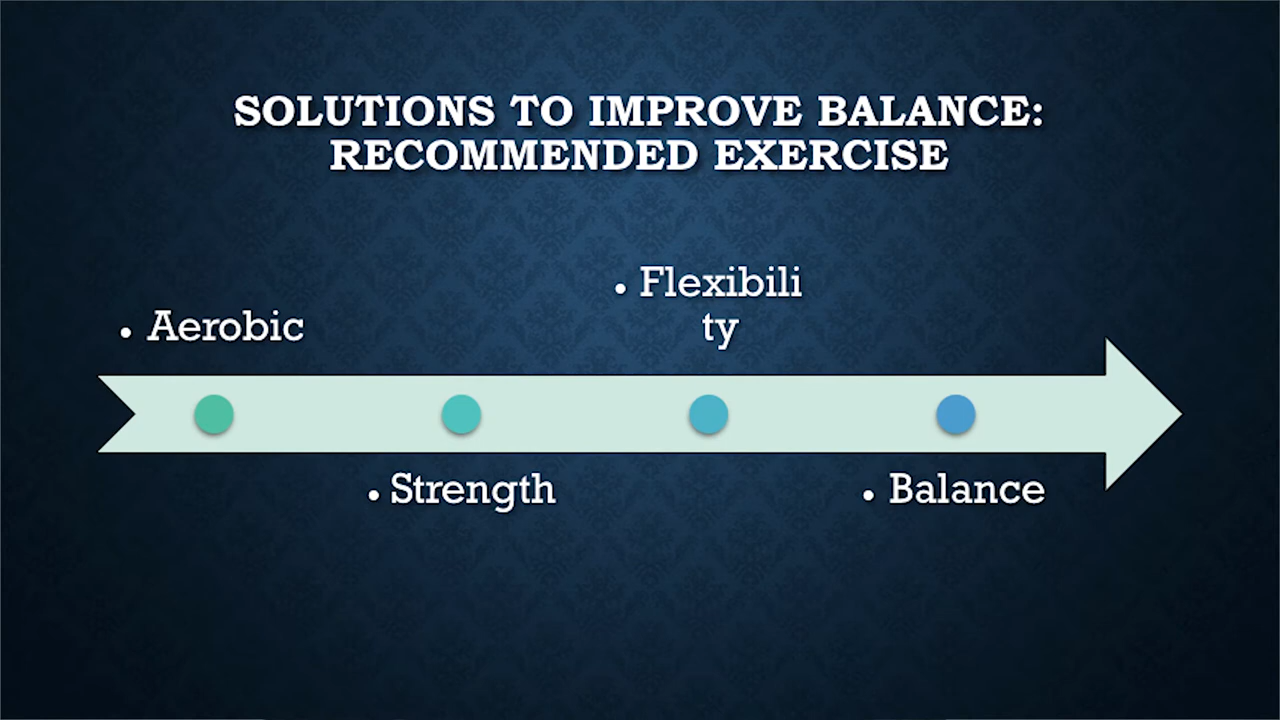 SOLUTIONS TO IMPROVE BALANCE:
RECOMMENDED EXERCISE
• Aerobic
• Strength
• Flexibili
ty
• Balance